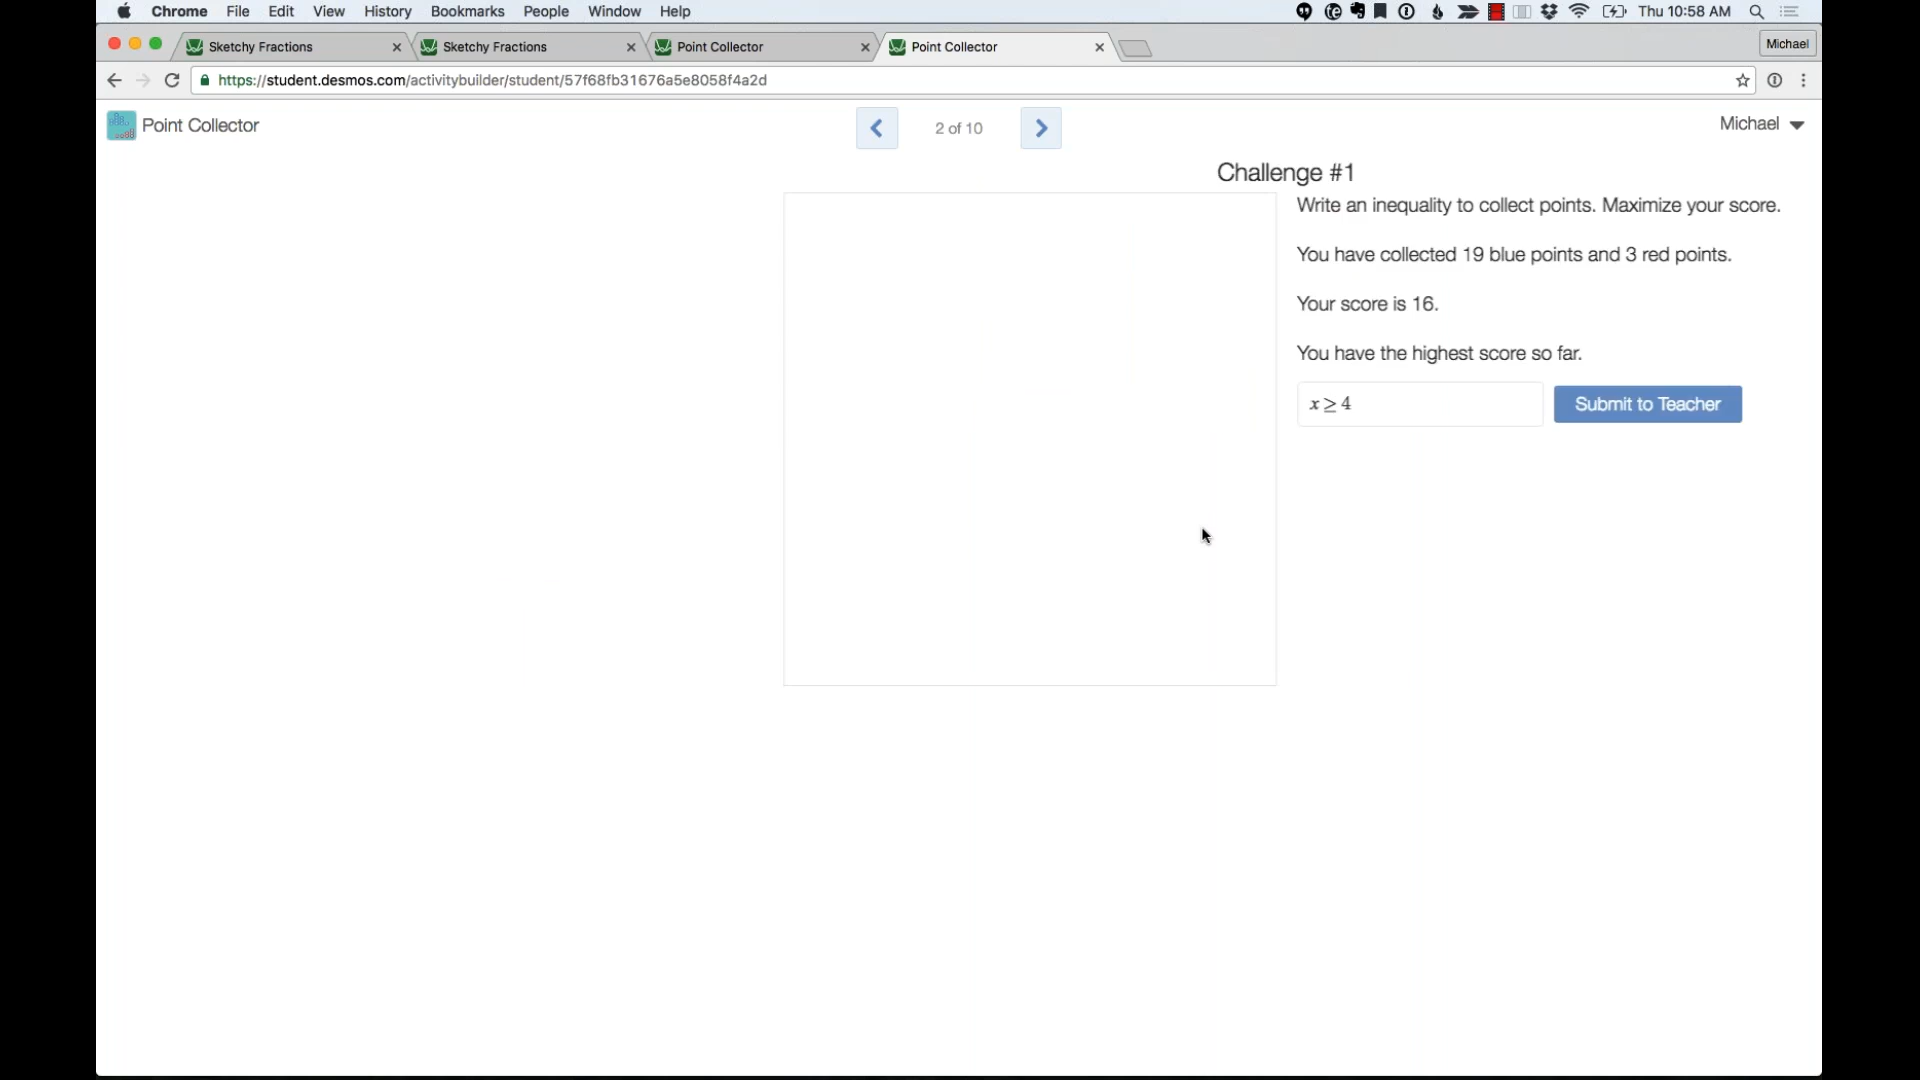 Chrome File Edit View History Bookmarks People Window Help Thu 10:58 AM
Sketchy Fractions Sketchy Fractions Point Collector Point Collector Michael
https://student.desmos.com/activitybuilder/student/57f68fb31676a5e8058f4a2d
Point Collector 2 of 10 Michael
Challenge #1
Write an inequality to collect points. Maximize your score.
You have collected 19 blue points and 3 red points.
Your score is 16.
You have the highest score so far.
x ≥ 4 Submit to Teacher